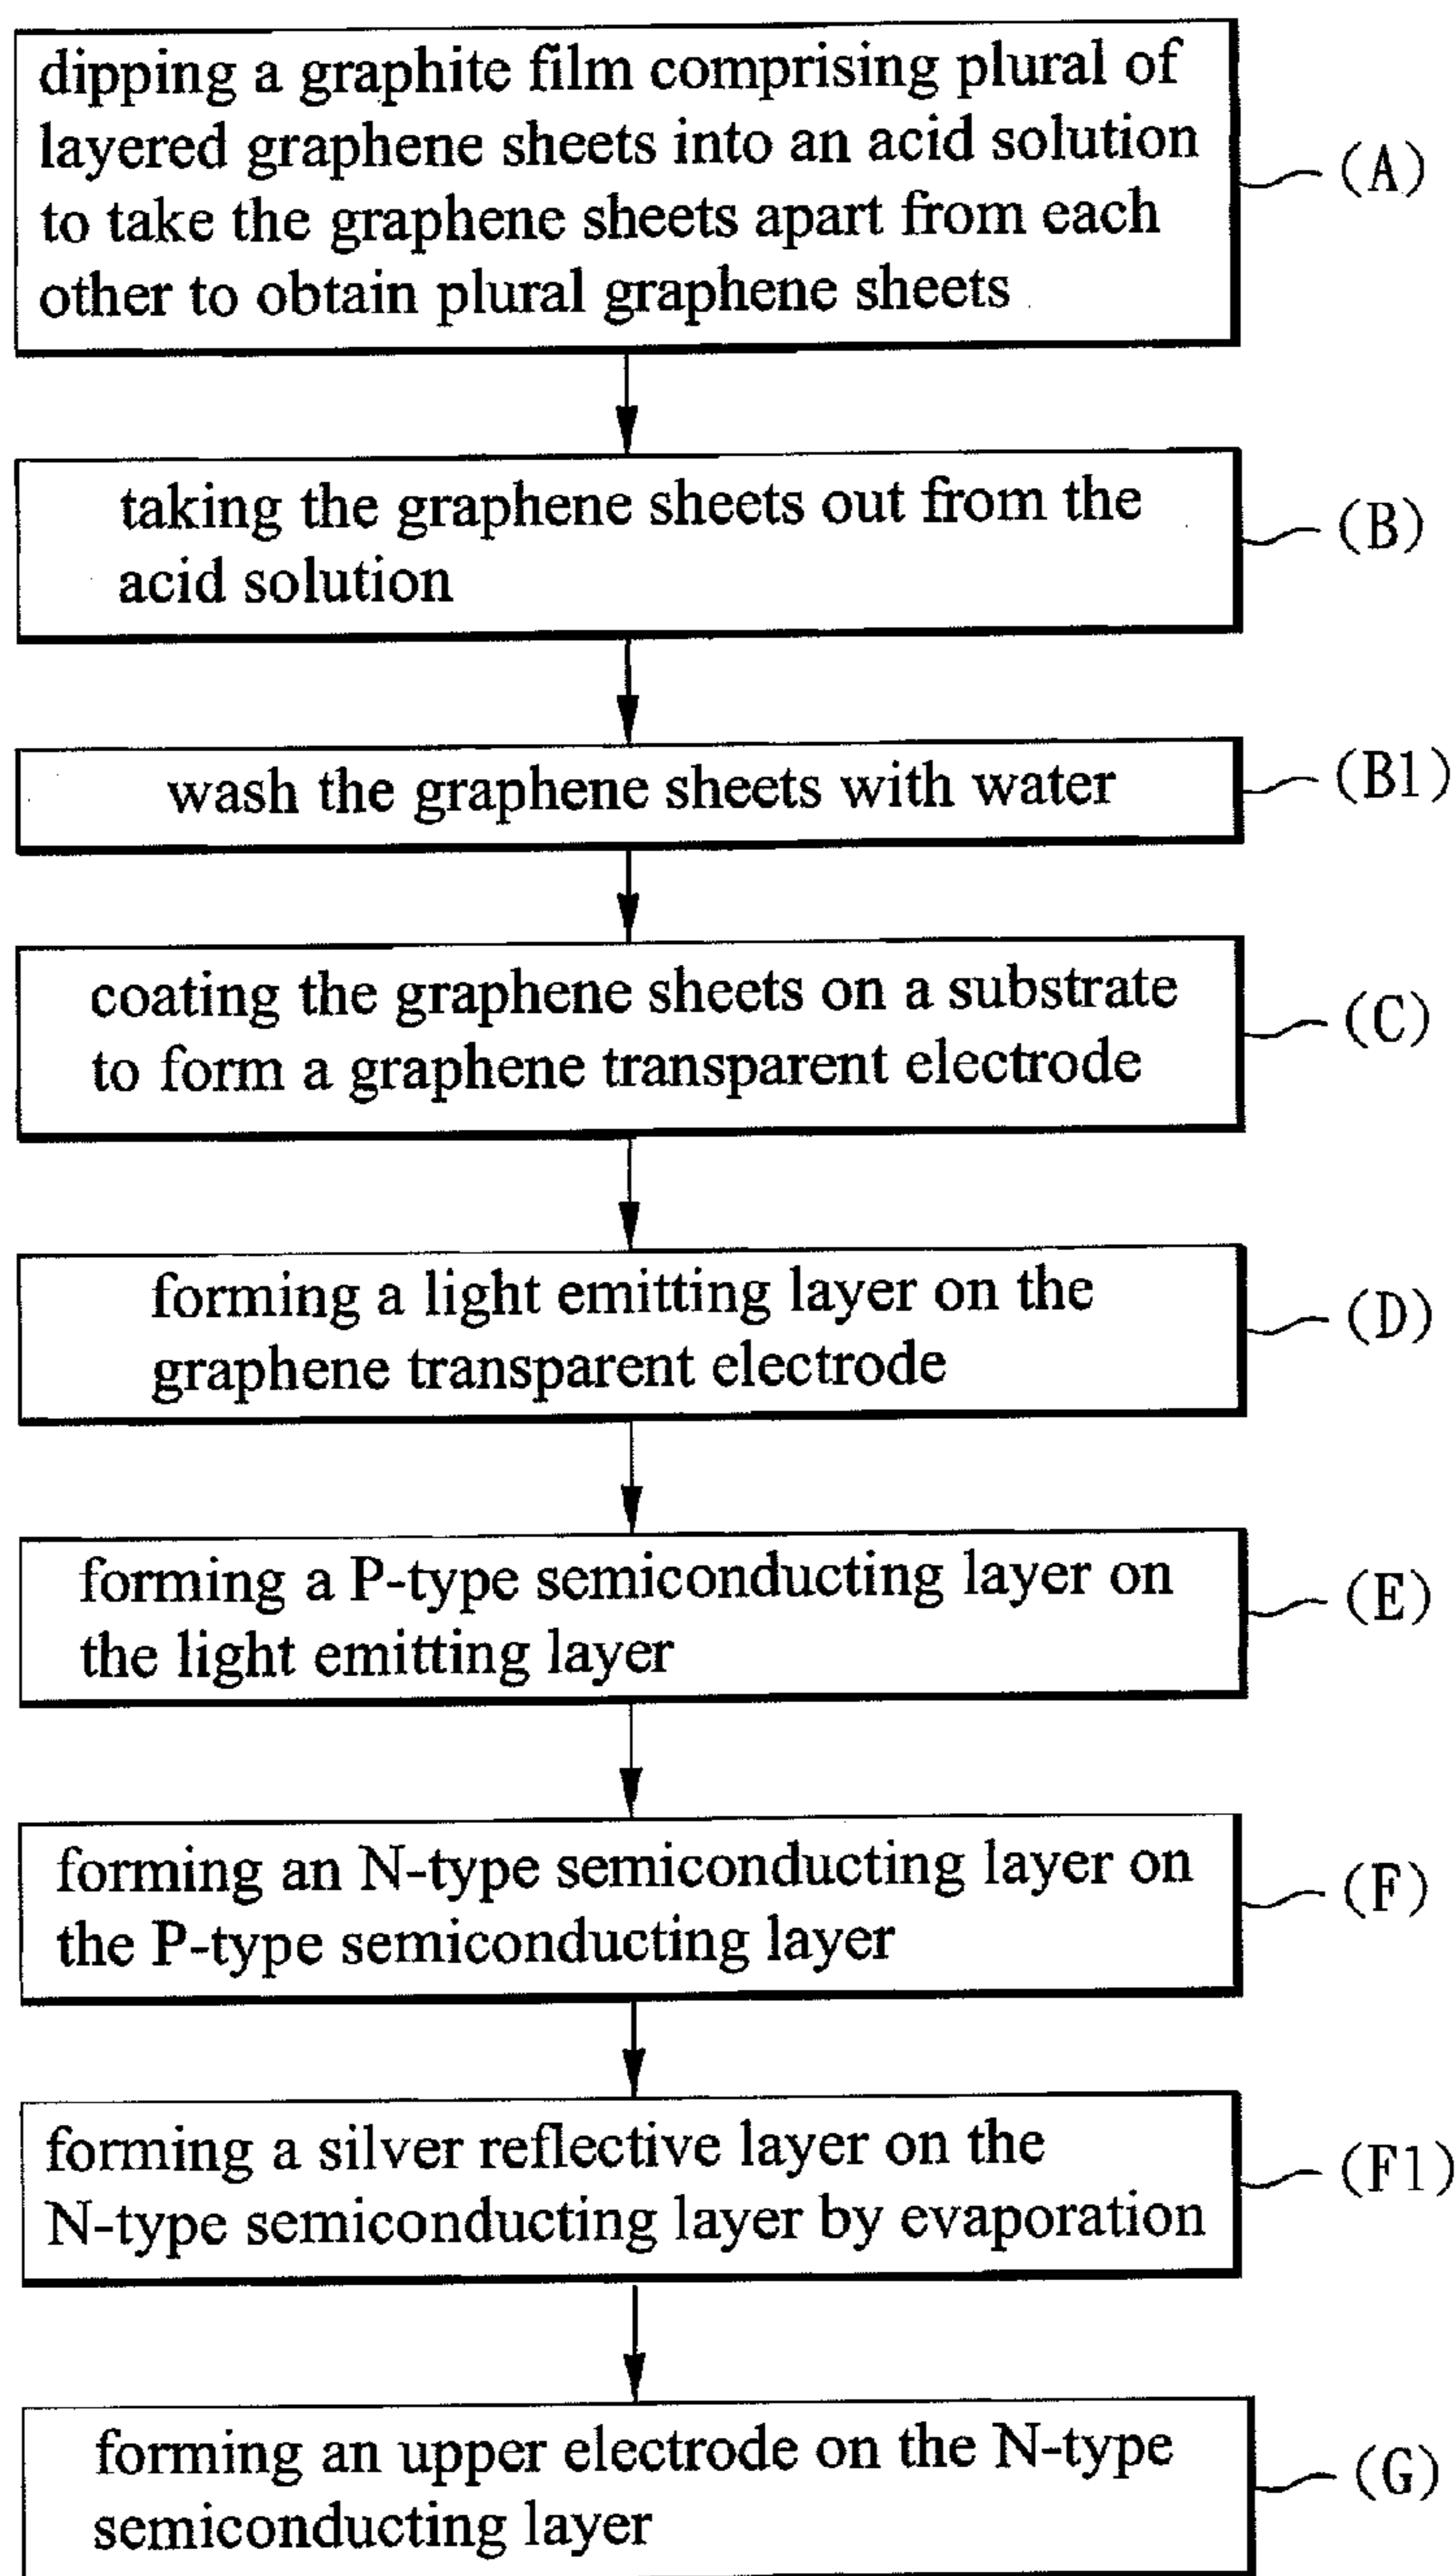 dipping a graphite film comprising plural of
layered graphene sheets into an acid solution
to take the graphene sheets apart from each
other to obtain plural graphene sheets
(A)
taking the graphene sheets out from the
acid solution
(B)
wash the graphene sheets with water
(B1)
coating the graphene sheets on a substrate
to form a graphene transparent electrode
(C)
forming a light emitting layer on the
graphene transparent electrode
(D)
forming a P-type semiconducting layer on
the light emitting layer
(E)
forming an N-type semiconducting layer on
the P-type semiconducting layer
(F)
forming a silver reflective layer on the
N-type semiconducting layer by evaporation
(F1)
forming an upper electrode on the N-type
semiconducting layer
(G)